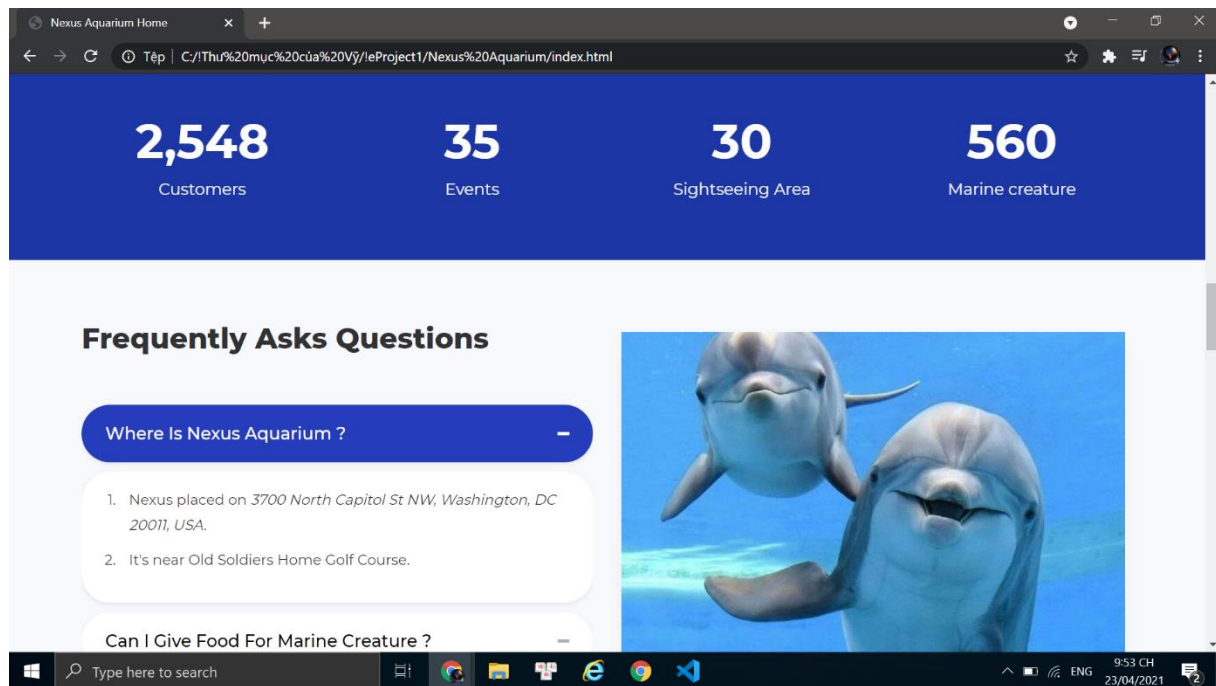 Nexus Aquarium Home
Tệp | C:/!Thư%20mục%20của%20Vỹ/!eProject1/Nexus%20Aquarium/index.html
2,548 35 30 560
Customers Events Sightseeing Area Marine creature
Frequently Asks Questions
Where Is Nexus Aquarium ?
1. Nexus placed on 3700 North Capitol St NW, Washington, DC
20011, USA.
2. It's near Old Soldiers Home Golf Course.
Can I Give Food For Marine Creature ?
Type here to search
ENG
9:53 CH
23/04/2021
2